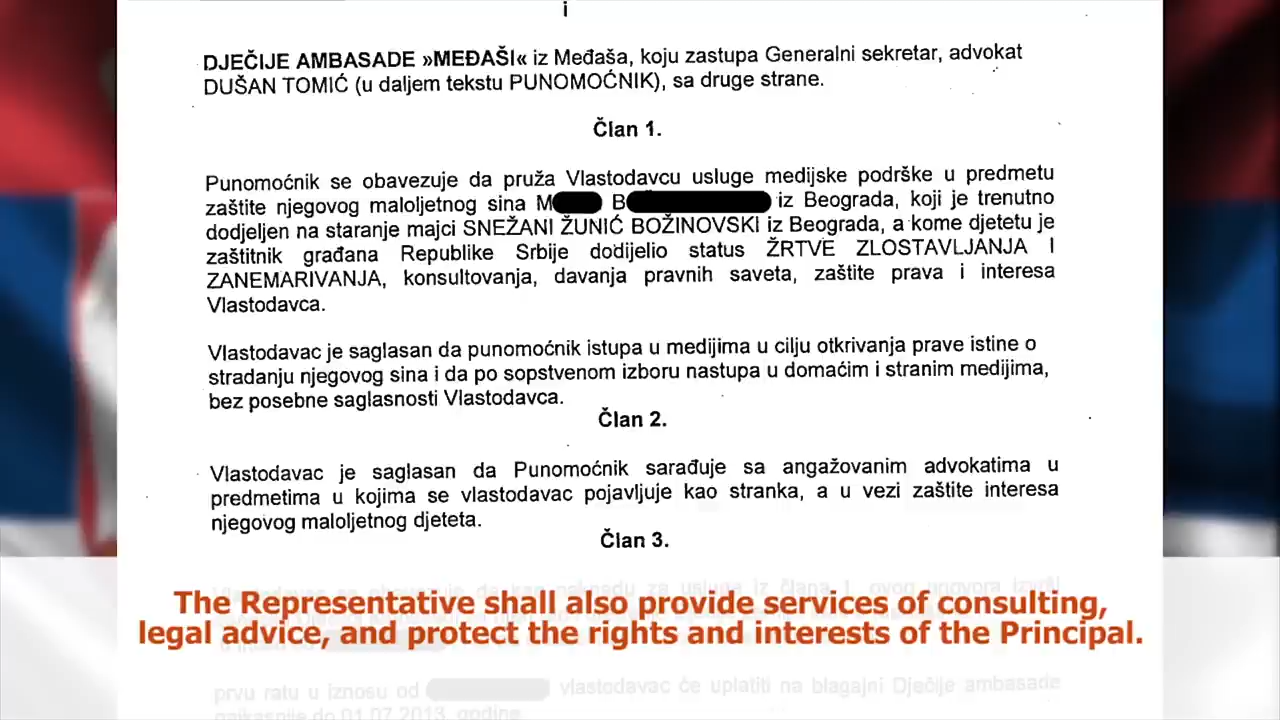 i
DJEČIJE AMBASADE »MEĐAŠI« iz Međaša, koju zastupa Generalni sekretar, advokat
DUŠAN TOMIĆ (u daljem tekstu PUNOMOĆNIK), sa druge strane.
Član 1.
Punomoćnik se obavezuje da pruža Vlastodavcu usluge medijske podrške u predmetu
zaštite njegovog maloljetnog sina M B iz Beograda, koji je trenutno
dodjeljen na staranje majci SNEŽANI ŽUNIĆ BOŽINOVSKI iz Beograda, a kome djetetu je
zaštitnik građana Republike Srbije dodijelio status ŽRTVE ZLOSTAVLJANJA I
ZANEMARIVANJA, konsultovanja, davanja pravnih saveta, zaštite prava i interesa
Vlastodavca.
Vlastodavac je saglasan da punomoćnik istupa u medijima u cilju otkrivanja prave istine o
stradanju njegovog sina i da po sopstvenom izboru nastupa u domaćim i stranim medijima,
bez posebne saglasnosti Vlastodavca.
Član 2.
Vlastodavac je saglasan da Punomoćnik sarađuje sa angažovanim advokatima u
predmetima u kojima se vlastodavac pojavljuje kao stranka, a u vezi zaštite interesa
njegovog maloljetnog djeteta.
Član 3.
The Representative shall also provide services of consulting,
legal advice, and protect the rights and interests of the Principal.
prvu ratu u iznosu od vlastodavac će uplatiti na blagajni Dječije ambasade
najkasnije do 01.07.2013. godine.